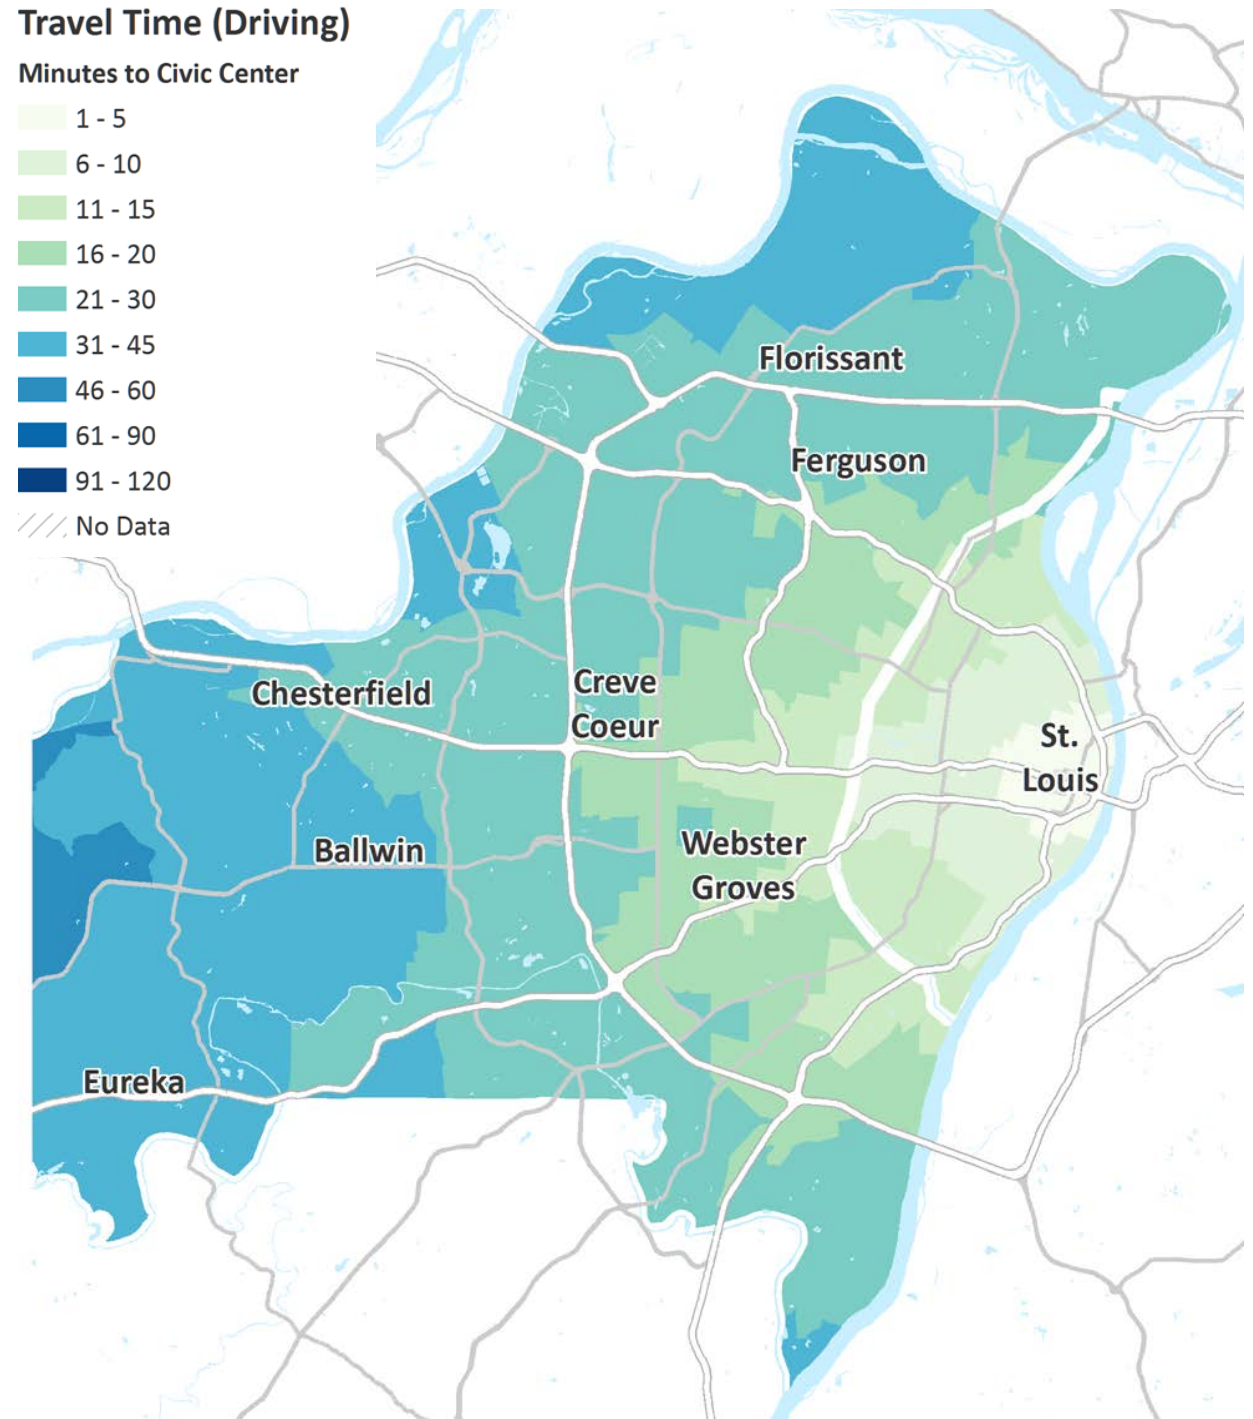 Travel Time (Driving)
Minutes to Civic Center
1 - 5
6 - 10
11 - 15
16 - 20
21 - 30
31 - 45
46 - 60
61 - 90
91 - 120
No Data
Florissant
Ferguson
Chesterfield
Creve
Coeur
St.
Louis
Ballwin
Webster
Groves
Eureka